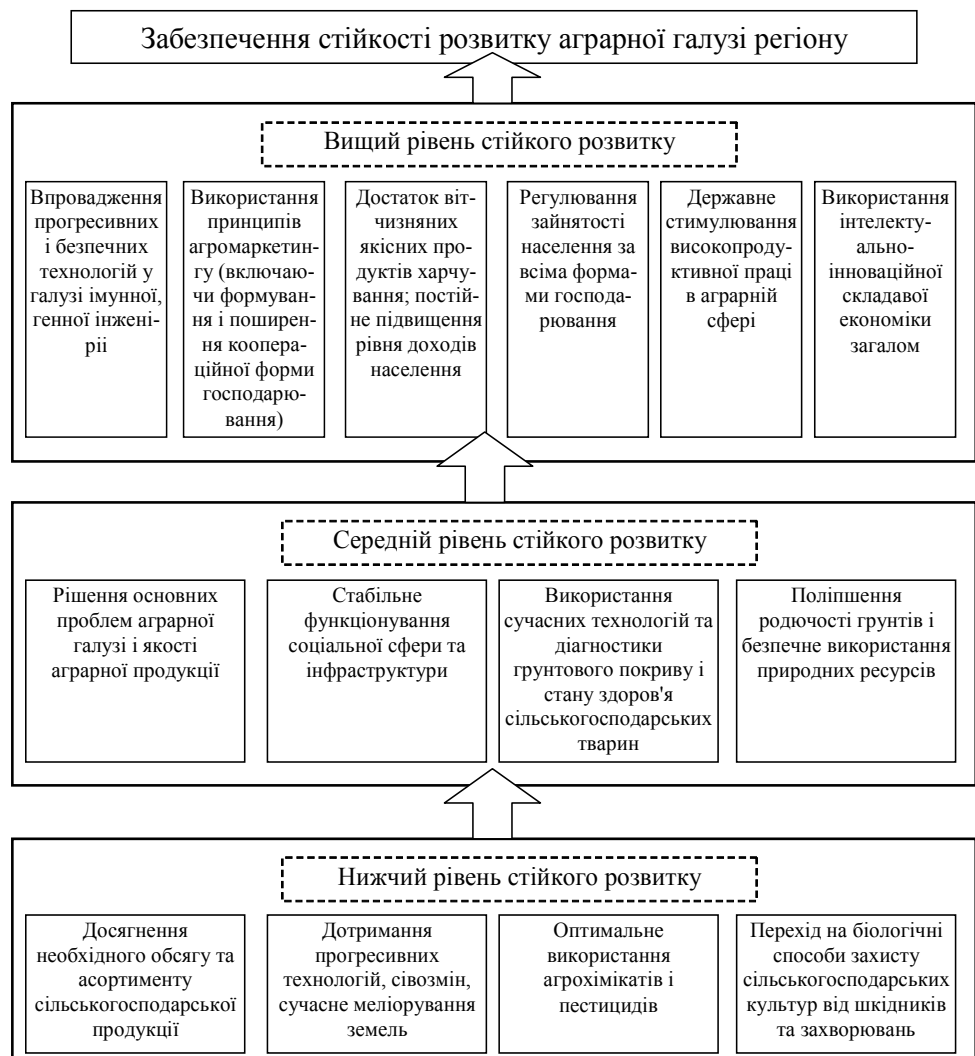 Забезпечення стійкості розвитку аграрної галузі регіону
Вищий рівень стійкого розвитку
Впровадження
прогресивних
і безпечних
технологій у
галузі імунної,
генної інжене-
рії
Використання
принципів
агромаркетин-
гу (включаю-
чи формуван-
ня і поширен-
ня коопера-
ційної форми
господарю-
вання)
Достаток віт-
чизняних
якісних про-
дуктів харчу-
вання; постій-
не підвищення
рівня доходів
населення
Регулювання
зайнятості
населення за
всіма форма-
ми господа-
рювання
Державне
стимулювання
високопроду-
ктивної праці
в аграрній
сфері
Використання
інтелекту-
ально-
інноваційної
складавої
економіки
загалом
Середній рівень стійкого розвитку
Рішення основних
проблем аграрної
галузі і якості
аграрної продукції
Стабільне
функціонування
соціальної сфери та
інфраструктури
Використання
сучасних технологій та
діагностики
грунтового покриву і
стану здоров'я
сільськогосподарських
тварин
Поліпшення
родючості грунтів і
безпечне використання
природних ресурсів
Нижчий рівень стійкого розвитку
Досягнення
необхідного обсягу та
асортименту
сільськогосподарської
продукції
Дотримання
прогресивних
технологій, сівозмін,
сучасне меліорування
земель
Оптимальне
використання
агрохімікатів і
пестицидів
Перехід на біологічні
способи захисту
сільськогосподарських
культур від шкідників
та захворювань